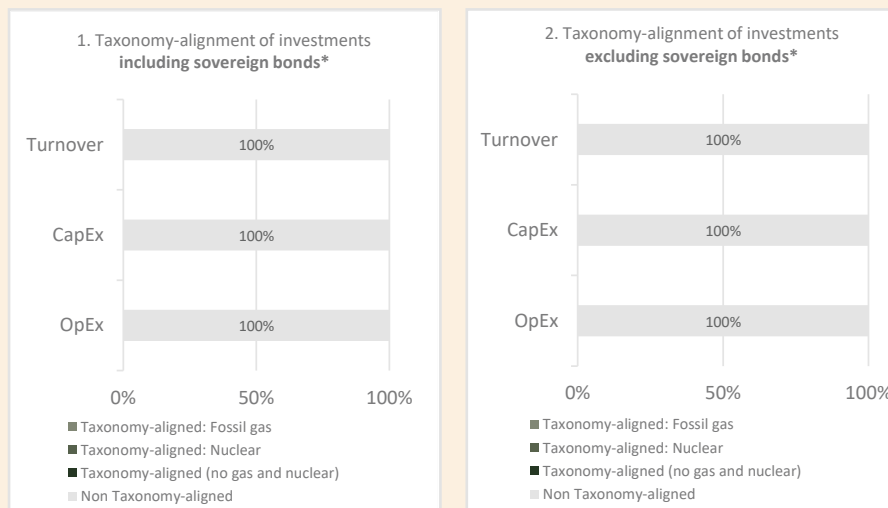 1. Taxonomy-alignment of investments
including sovereign bonds*
Turnover
100%
CapEx
100%
OpEx
100%
0%
50%
100%
Taxonomy-aligned: Fossil gas
Taxonomy-aligned: Nuclear
Taxonomy-aligned (no gas and nuclear)
Non Taxonomy-aligned
2. Taxonomy-alignment of investments
excluding sovereign bonds*
Turnover
100%
CapEx
100%
OpEx
100%
0%
50%
100%
Taxonomy-aligned: Fossil gas
Taxonomy-aligned: Nuclear
Taxonomy-aligned (no gas and nuclear)
Non Taxonomy-aligned